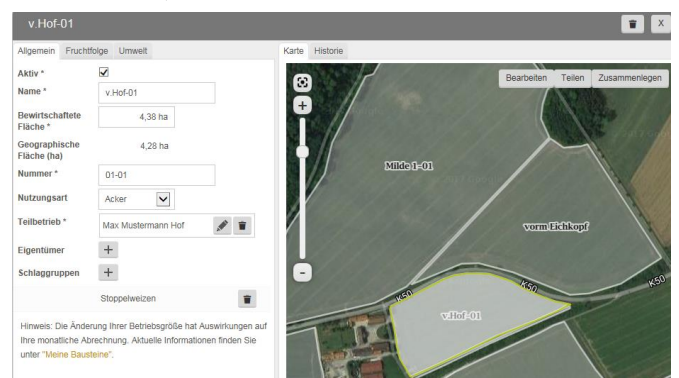 v.Hof-01
X
Allgemein Fruchtfolge Umwelt
Karte Historie
Aktiv *
Name *
v.Hof-01
Bewirtschaftete
Fläche *
4,38 ha
Geographische
Fläche (ha)
4,28 ha
Nummer *
01-01
Nutzungsart
Acker
Teilbetrieb *
Max Mustermann Hof
Eigentümer
+
Schlaggruppen
+
Stoppelweizen
Hinweis: Die Änderung Ihrer Betriebsgröße hat Auswirkungen auf
Ihre monatliche Abrechnung. Aktuelle Informationen finden Sie
unter "Meine Bausteine".
Bearbeiten Teilen Zusammenlegen
+
-
Milde 1-01
vorm Eichkopf
K50
K50
K50
v.Hof-01